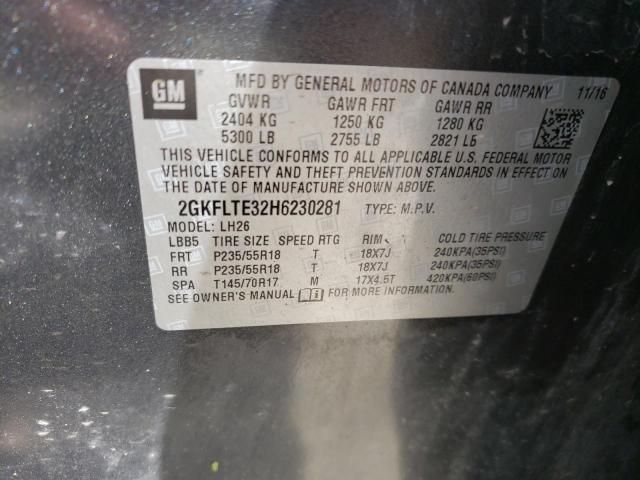 GM
MFD BY GENERAL MOTORS OF CANADA COMPANY 11/16
GVWR GAWR FRT GAWR RR
2404 KG 1250 KG 1280 KG
5300 LB 2755 LB 2821 LB
THIS VEHICLE CONFORMS TO ALL APPLICABLE U.S. FEDERAL MOTOR
VEHICLE SAFETY AND THEFT PREVENTION STANDARDS IN EFFECT
ON THE DATE OF MANUFACTURE SHOWN ABOVE.
2GKFLTE32H6230281 TYPE: M.P.V.
MODEL: LH26
LBB5 TIRE SIZE SPEED RTG RIM COLD TIRE PRESSURE
FRT P235/55R18 T 18X7J 240KPA(35PSI)
RR P235/55R18 T 18X7J 240KPA(35PSI)
SPA T145/70R17 M 17X4.5T 420KPA(60PSI)
SEE OWNER'S MANUAL FOR MORE INFORMATION.